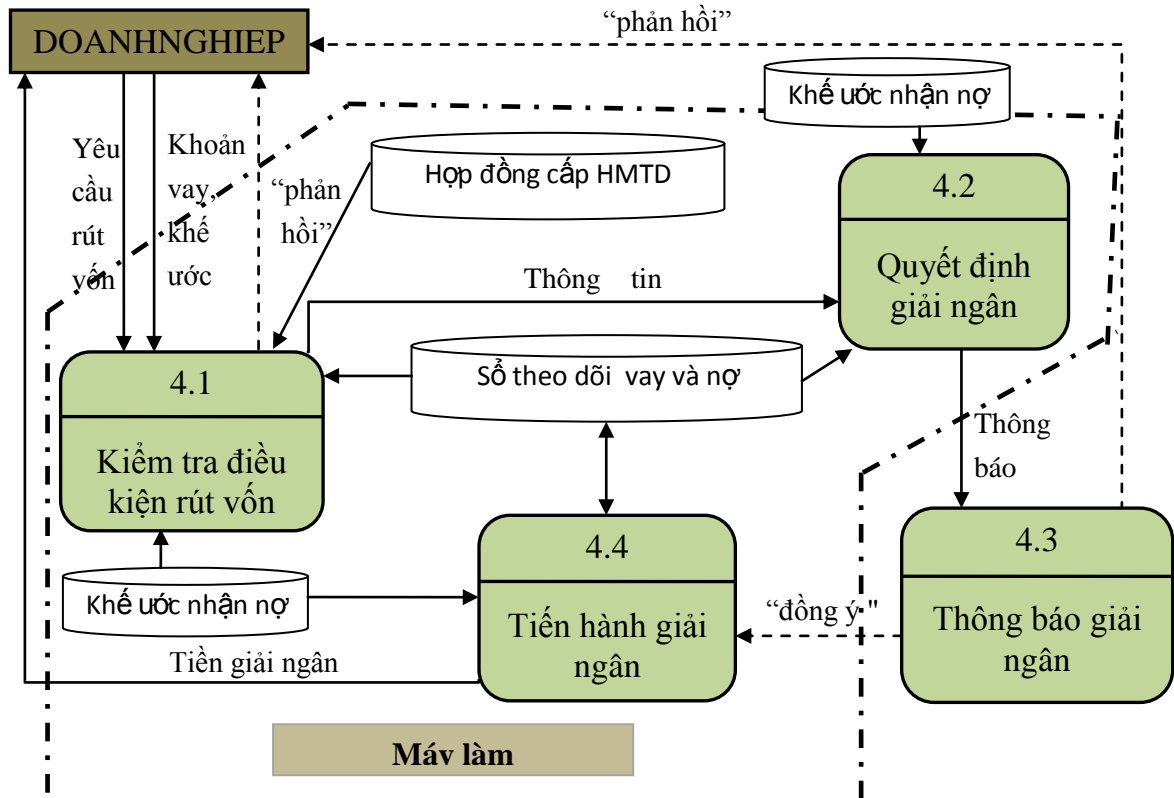 “phản hồi”
DOANHNGHIEP
Khế ước nhận nợ
Yêu
cầu
rút
vốn
Khoản
vay,
khế
ước
“phản
hồi”
Hợp đồng cấp HMTD
4.2
Quyết định
giải ngân
Thông tin
4.1
Kiểm tra điều
kiện rút vốn
Sổ theo dõi vay và nợ
Thông
báo
4.4
Tiến hành giải
ngân
4.3
Thông báo giải
ngân
Khế ước nhận nợ
“đồng ý "
Tiền giải ngân
Máy làm